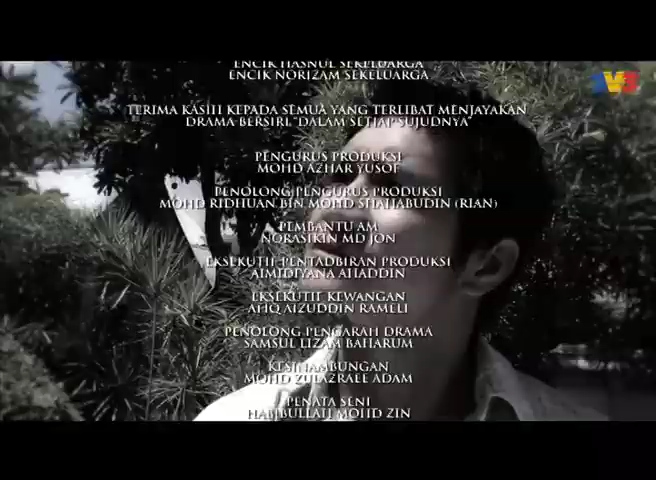 ENCIK HASNUL SEKELUARGA
ENCIK NORIZAM SEKELUARGA
TERIMA KASIH KEPADA SEMUA YANG TERLIBAT MENJAYAKAN
DRAMA BERSIRI "DALAM SETIAP SUJUDNYA"
PENGURUS PRODUKSI
MOHD AZHAR YUSOF
PENOLONG PENGURUS PRODUKSI
MOHD RIDHUAN BIN MOHD SHAHABUDIN (RIAN)
PEMBANTU AM
NORASIKIN MD JON
EKSEKUTIF PENTADBIRAN PRODUKSI
AIMIDIYANA AHADDIN
EKSEKUTIF KEWANGAN
AFIQ AIZUDDIN RAMELI
PENOLONG PENGARAH DRAMA
SAMSUL LIZAM BAHARUM
KESINAMBUNGAN
MOHD ZULAZRAEE ADAM
PENATA SENI
HABIBULLAH MOHD ZIN
TV3